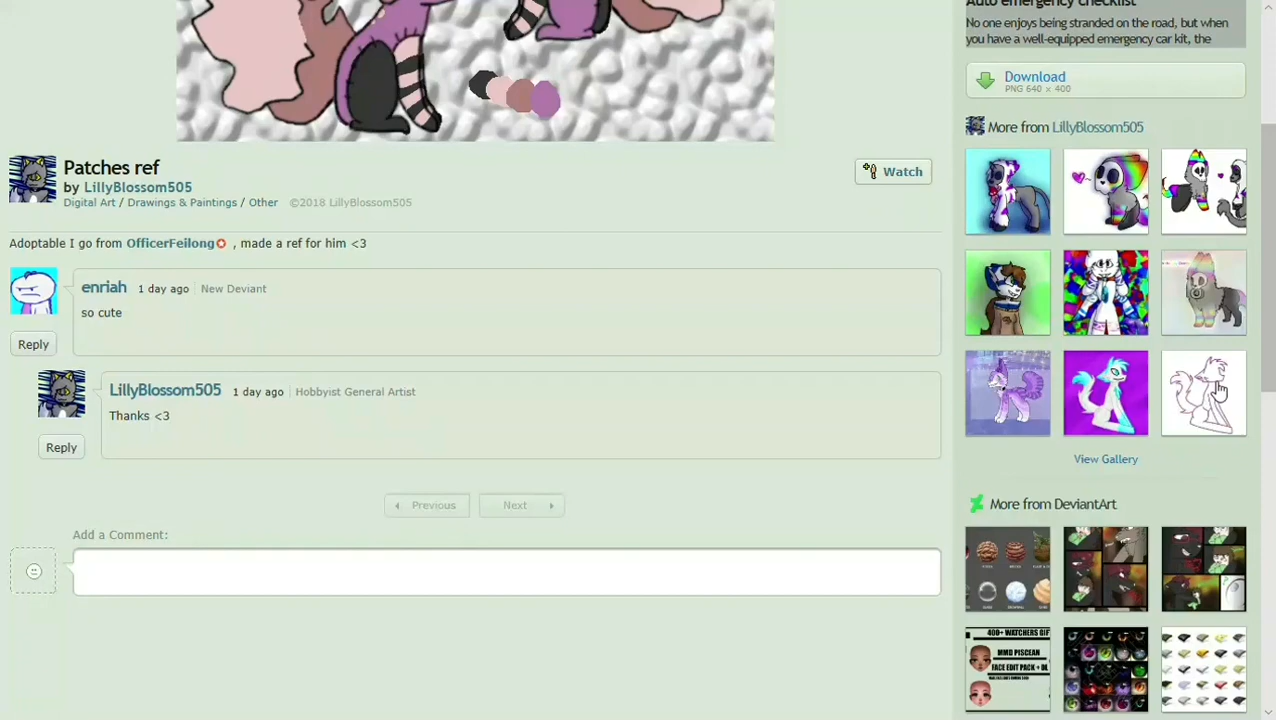 Auto emergency checklist
No one enjoys being stranded on the road, but when
you have a well-equipped emergency car kit, the
Download
PNG 640 × 400
More from LillyBlossom505
Patches ref
by LillyBlossom505
Digital Art / Drawings & Paintings / Other ©2018 LillyBlossom505
Watch
Adoptable I go from OfficerFeilong , made a ref for him <3
enriah 1 day ago New Deviant
so cute
Reply
LillyBlossom505 1 day ago Hobbyist General Artist
Thanks <3
Reply
Previous Next
Add a Comment:
View Gallery
More from DeviantArt
400+ WATCHERS GIF
MMD PISCEAN
FACE EDIT PACK + DL